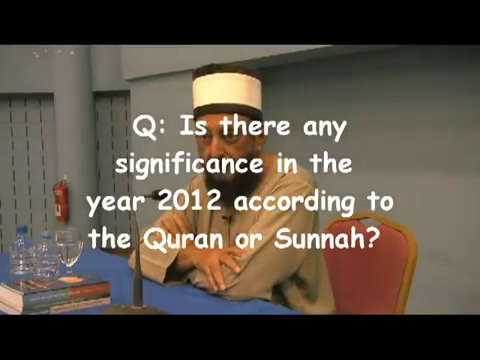 Q: Is there any
significance in the
year 2012 according to
the Quran or Sunnah?